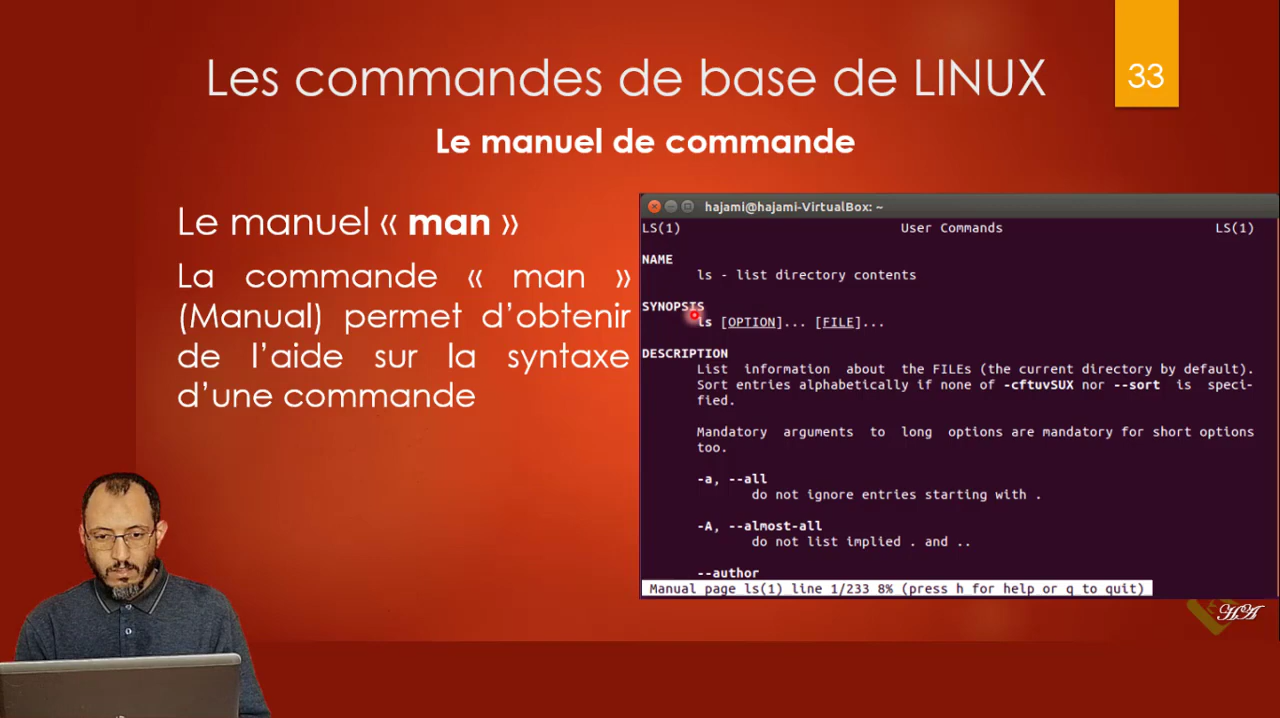 Les commandes de base de LINUX
33
Le manuel de commande
Le manuel « man »
La commande « man »
(Manual) permet d’obtenir
de l’aide sur la syntaxe
d’une commande
hajami@hajami-VirtualBox: ~
LS(1) User Commands LS(1)
NAME
ls - list directory contents
SYNOPSIS
ls [OPTION]... [FILE]...
DESCRIPTION
List information about the FILEs (the current directory by default).
Sort entries alphabetically if none of -cftuvSUX nor --sort is speci-
fied.
Mandatory arguments to long options are mandatory for short options
too.
-a, --all
do not ignore entries starting with .
-A, --almost-all
do not list implied . and ..
--author
Manual page ls(1) line 1/233 8% (press h for help or q to quit)
HA